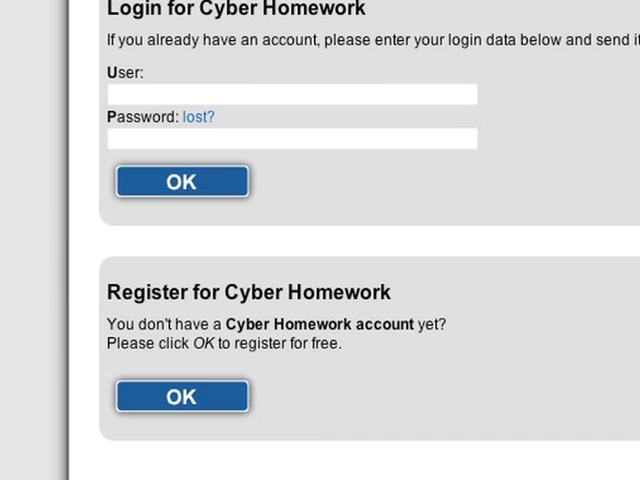 Login for Cyber Homework
If you already have an account, please enter your login data below and send
User:
Password: lost?
OK
Register for Cyber Homework
You don't have a Cyber Homework account yet?
Please click OK to register for free.
OK